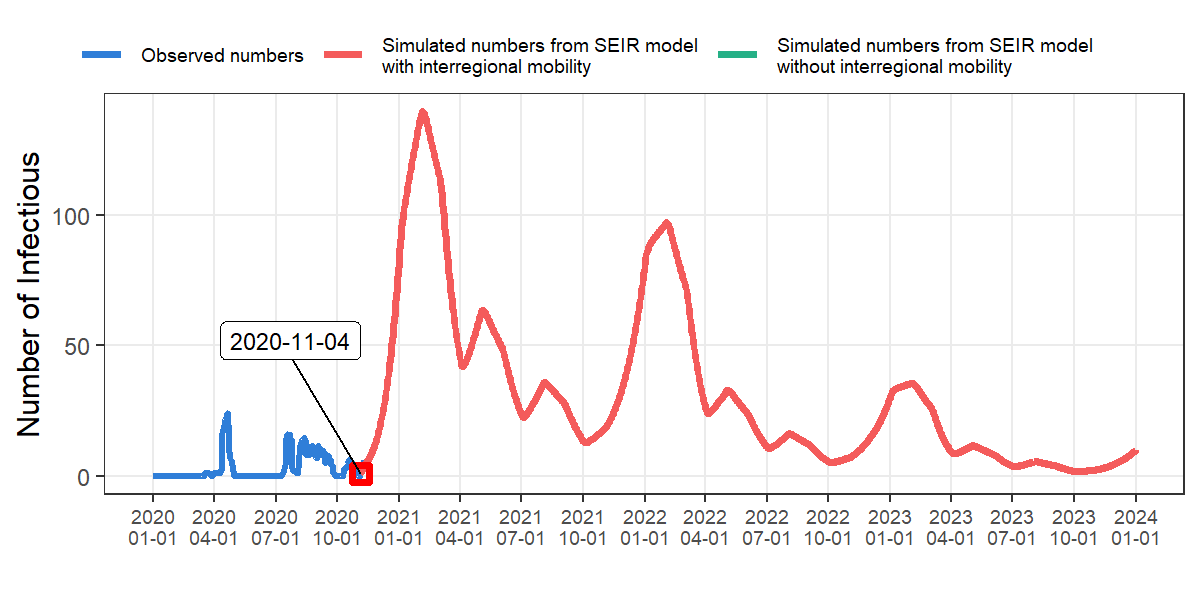 Observed numbers
Simulated numbers from SEIR model
with interregional mobility
Simulated numbers from SEIR model
without interregional mobility
Number of Infectious
100
50
0
2020-11-04
2020 2020 2020 2020 2021 2021 2021 2021 2022 2022 2022 2022 2023 2023 2023 2023 2024
01-01 04-01 07-01 10-01 01-01 04-01 07-01 10-01 01-01 04-01 07-01 10-01 01-01 04-01 07-01 10-01 01-01